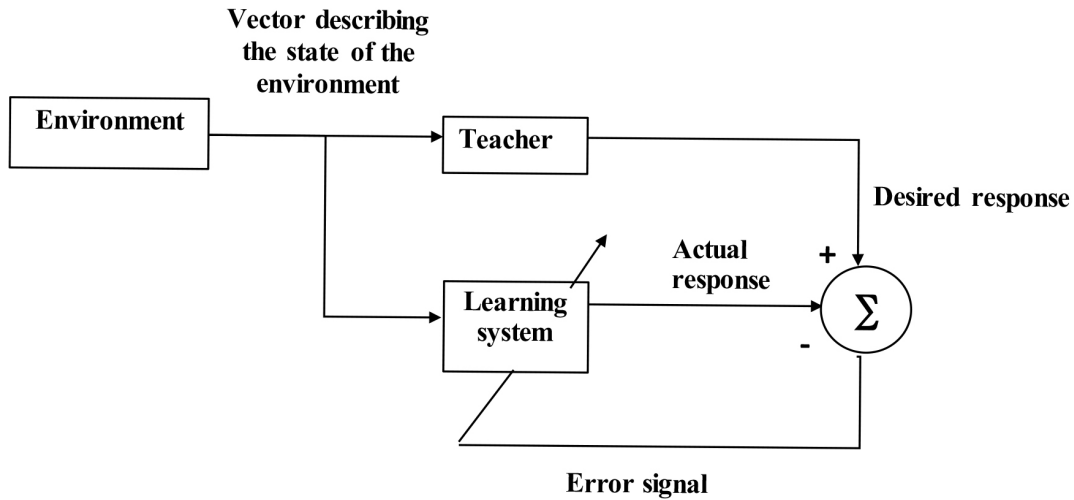 Vector describing
the state of the
environment
Environment
Teacher
Desired response
Actual
response
+
Learning
system
Σ
-
Error signal